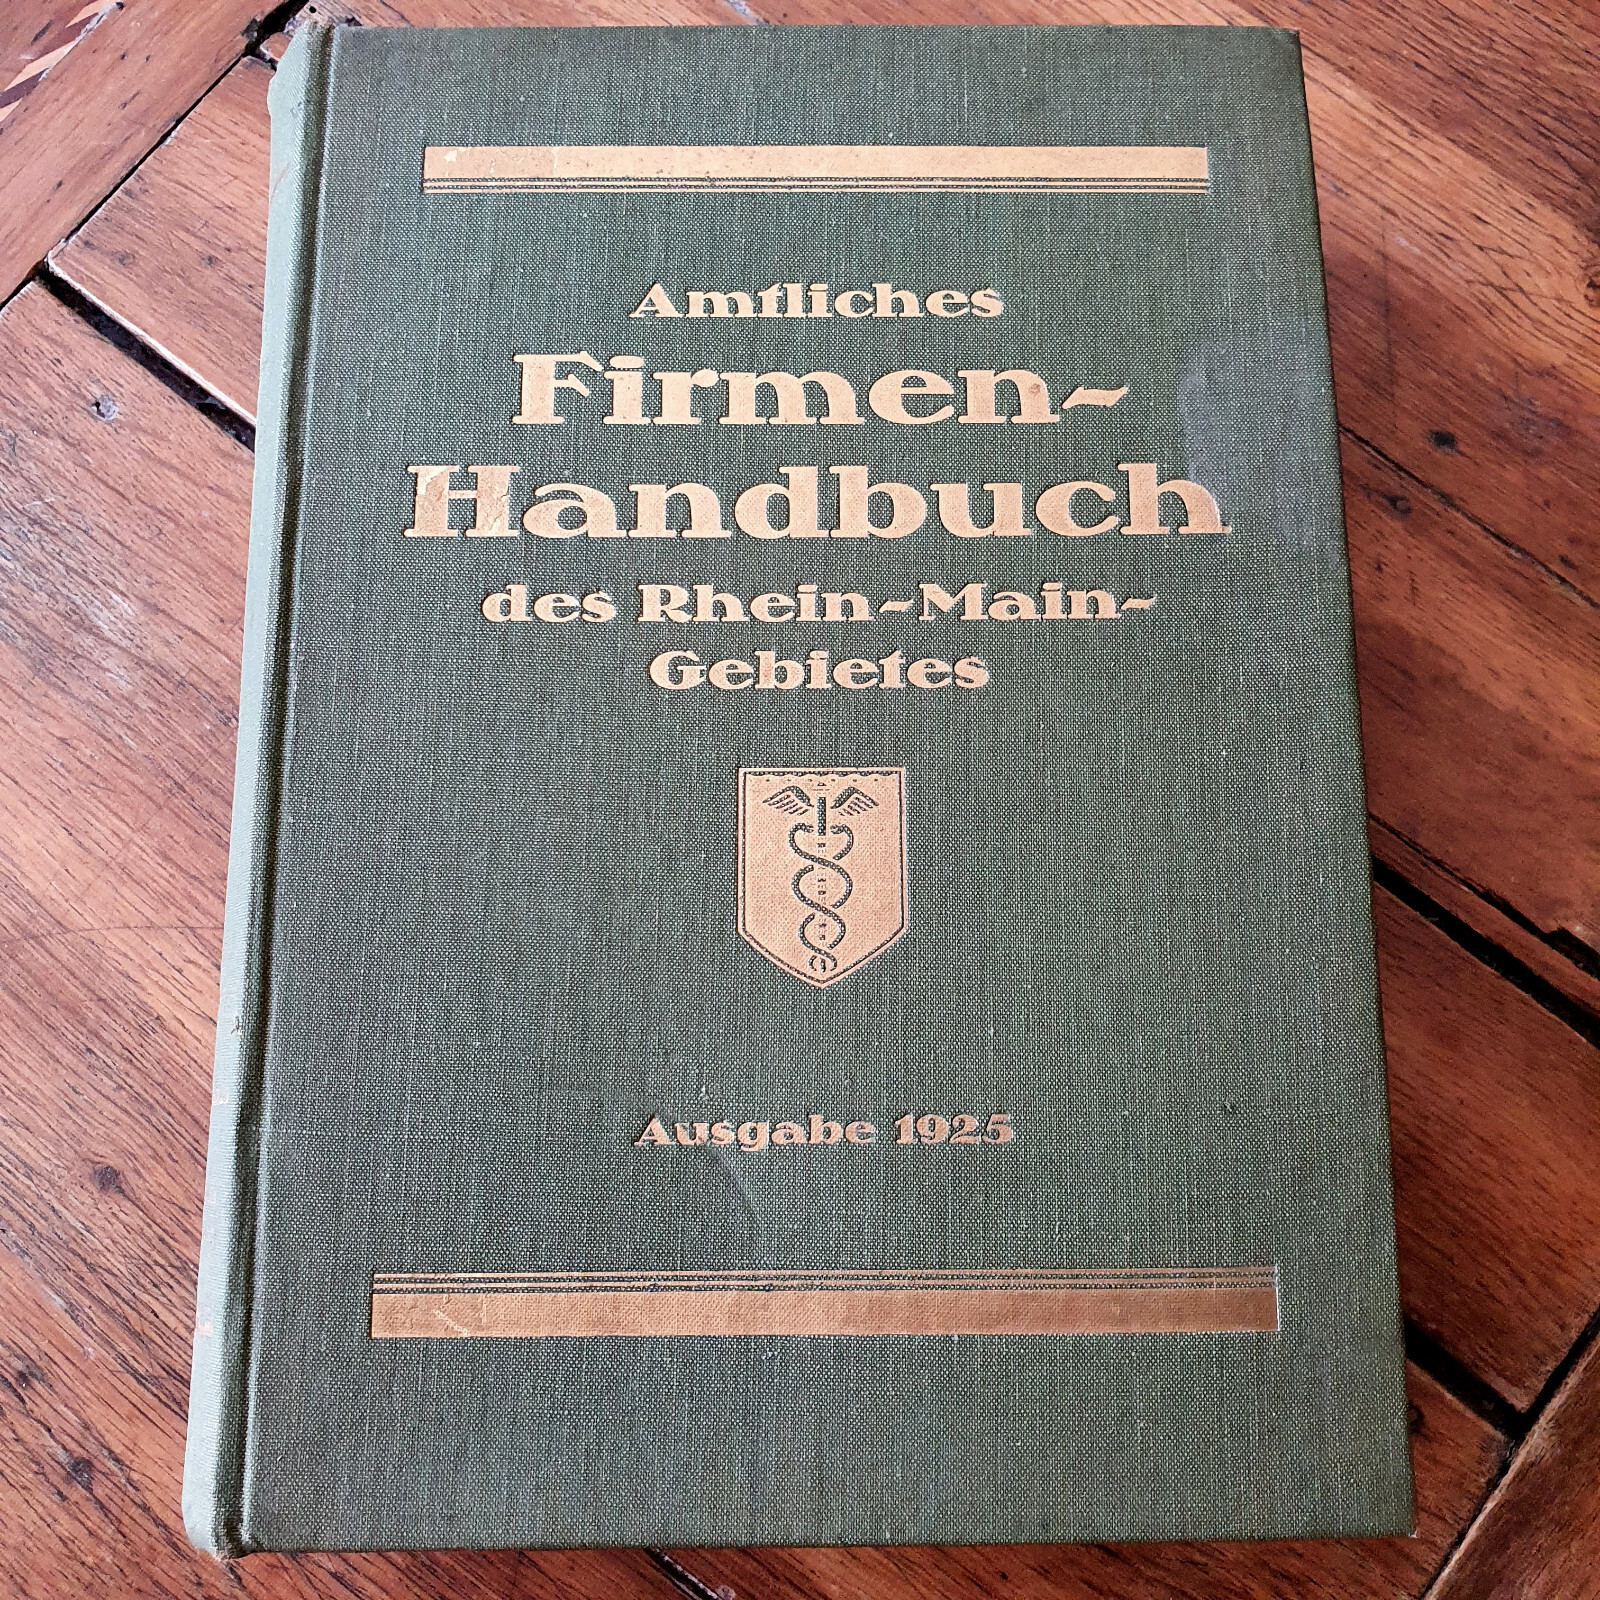 Amtliches
Firmen-
Handbuch
des Rhein-Main-
Gebietes
Ausgabe 1925